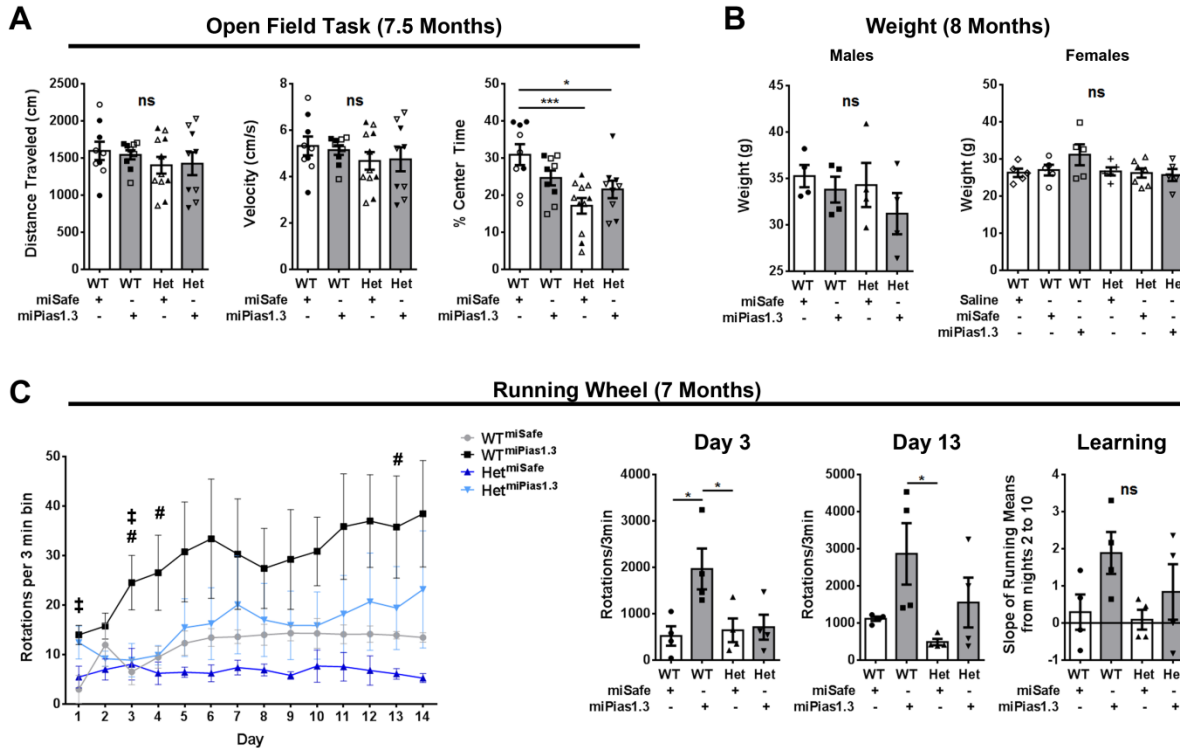 A
Open Field Task (7.5 Months)
Distance Traveled (cm)
2500
2000
1500
1000
500
0
ns
WT WT Het Het
miSafe + - + -
miPias1.3 - + - +
Velocity (cm/s)
8
6
4
2
0
ns
WT WT Het Het
+ - + -
- + - +
% Center Time
50
40
30
20
10
0
*
***
WT WT Het Het
miSafe + - + -
miPias1.3 - + - +
B
Weight (8 Months)
Males
Weight (g)
45
40
35
30
25
ns
WT WT Het Het
miSafe + - + -
miPias1.3 - + - +
Females
Weight (g)
50
40
30
20
10
0
ns
WT WT WT Het Het Het
Saline + - - + - -
miSafe - + - - + -
miPias1.3 - - + - - +
C
Running Wheel (7 Months)
Rotations per 3 min bin
50
40
30
20
10
0
‡
‡
#
#
#
1 2 3 4 5 6 7 8 9 10 11 12 13 14
Day
WTmiSafe
WTmiPias1.3
HetmiSafe
HetmiPias1.3
Day 3
Rotations/3min
4000
3000
2000
1000
0
* *
WT WT Het Het
miSafe + - + -
miPias1.3 - + - +
Day 13
Rotations/3min
5000
4000
3000
2000
1000
0
*
WT WT Het Het
miSafe + - + -
miPias1.3 - + - +
Learning
Slope of Running Means
from nights 2 to 10
4
3
2
1
0
-1
ns
WT WT Het Het
+ - + -
- + - +